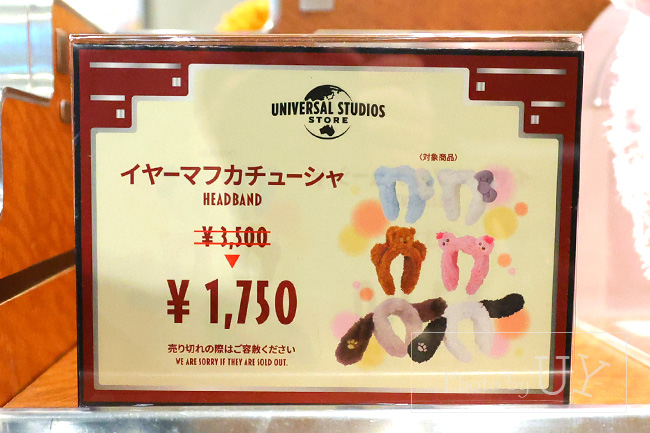 UNIVERSAL STUDIOS
STORE
イヤーマフカチューシャ
HEADBAND
¥3,500
¥1,750
売り切れの際はご容赦ください
WE ARE SORRY IF THEY ARE SOLD OUT.
(対象商品)
UY